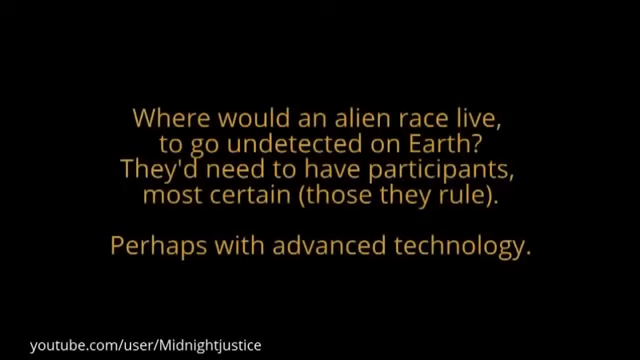 Where would an alien race live,
to go undetected on Earth?
They'd need to have participants,
most certain (those they rule).
Perhaps with advanced technology.
youtube.com/user/Midnightjustice